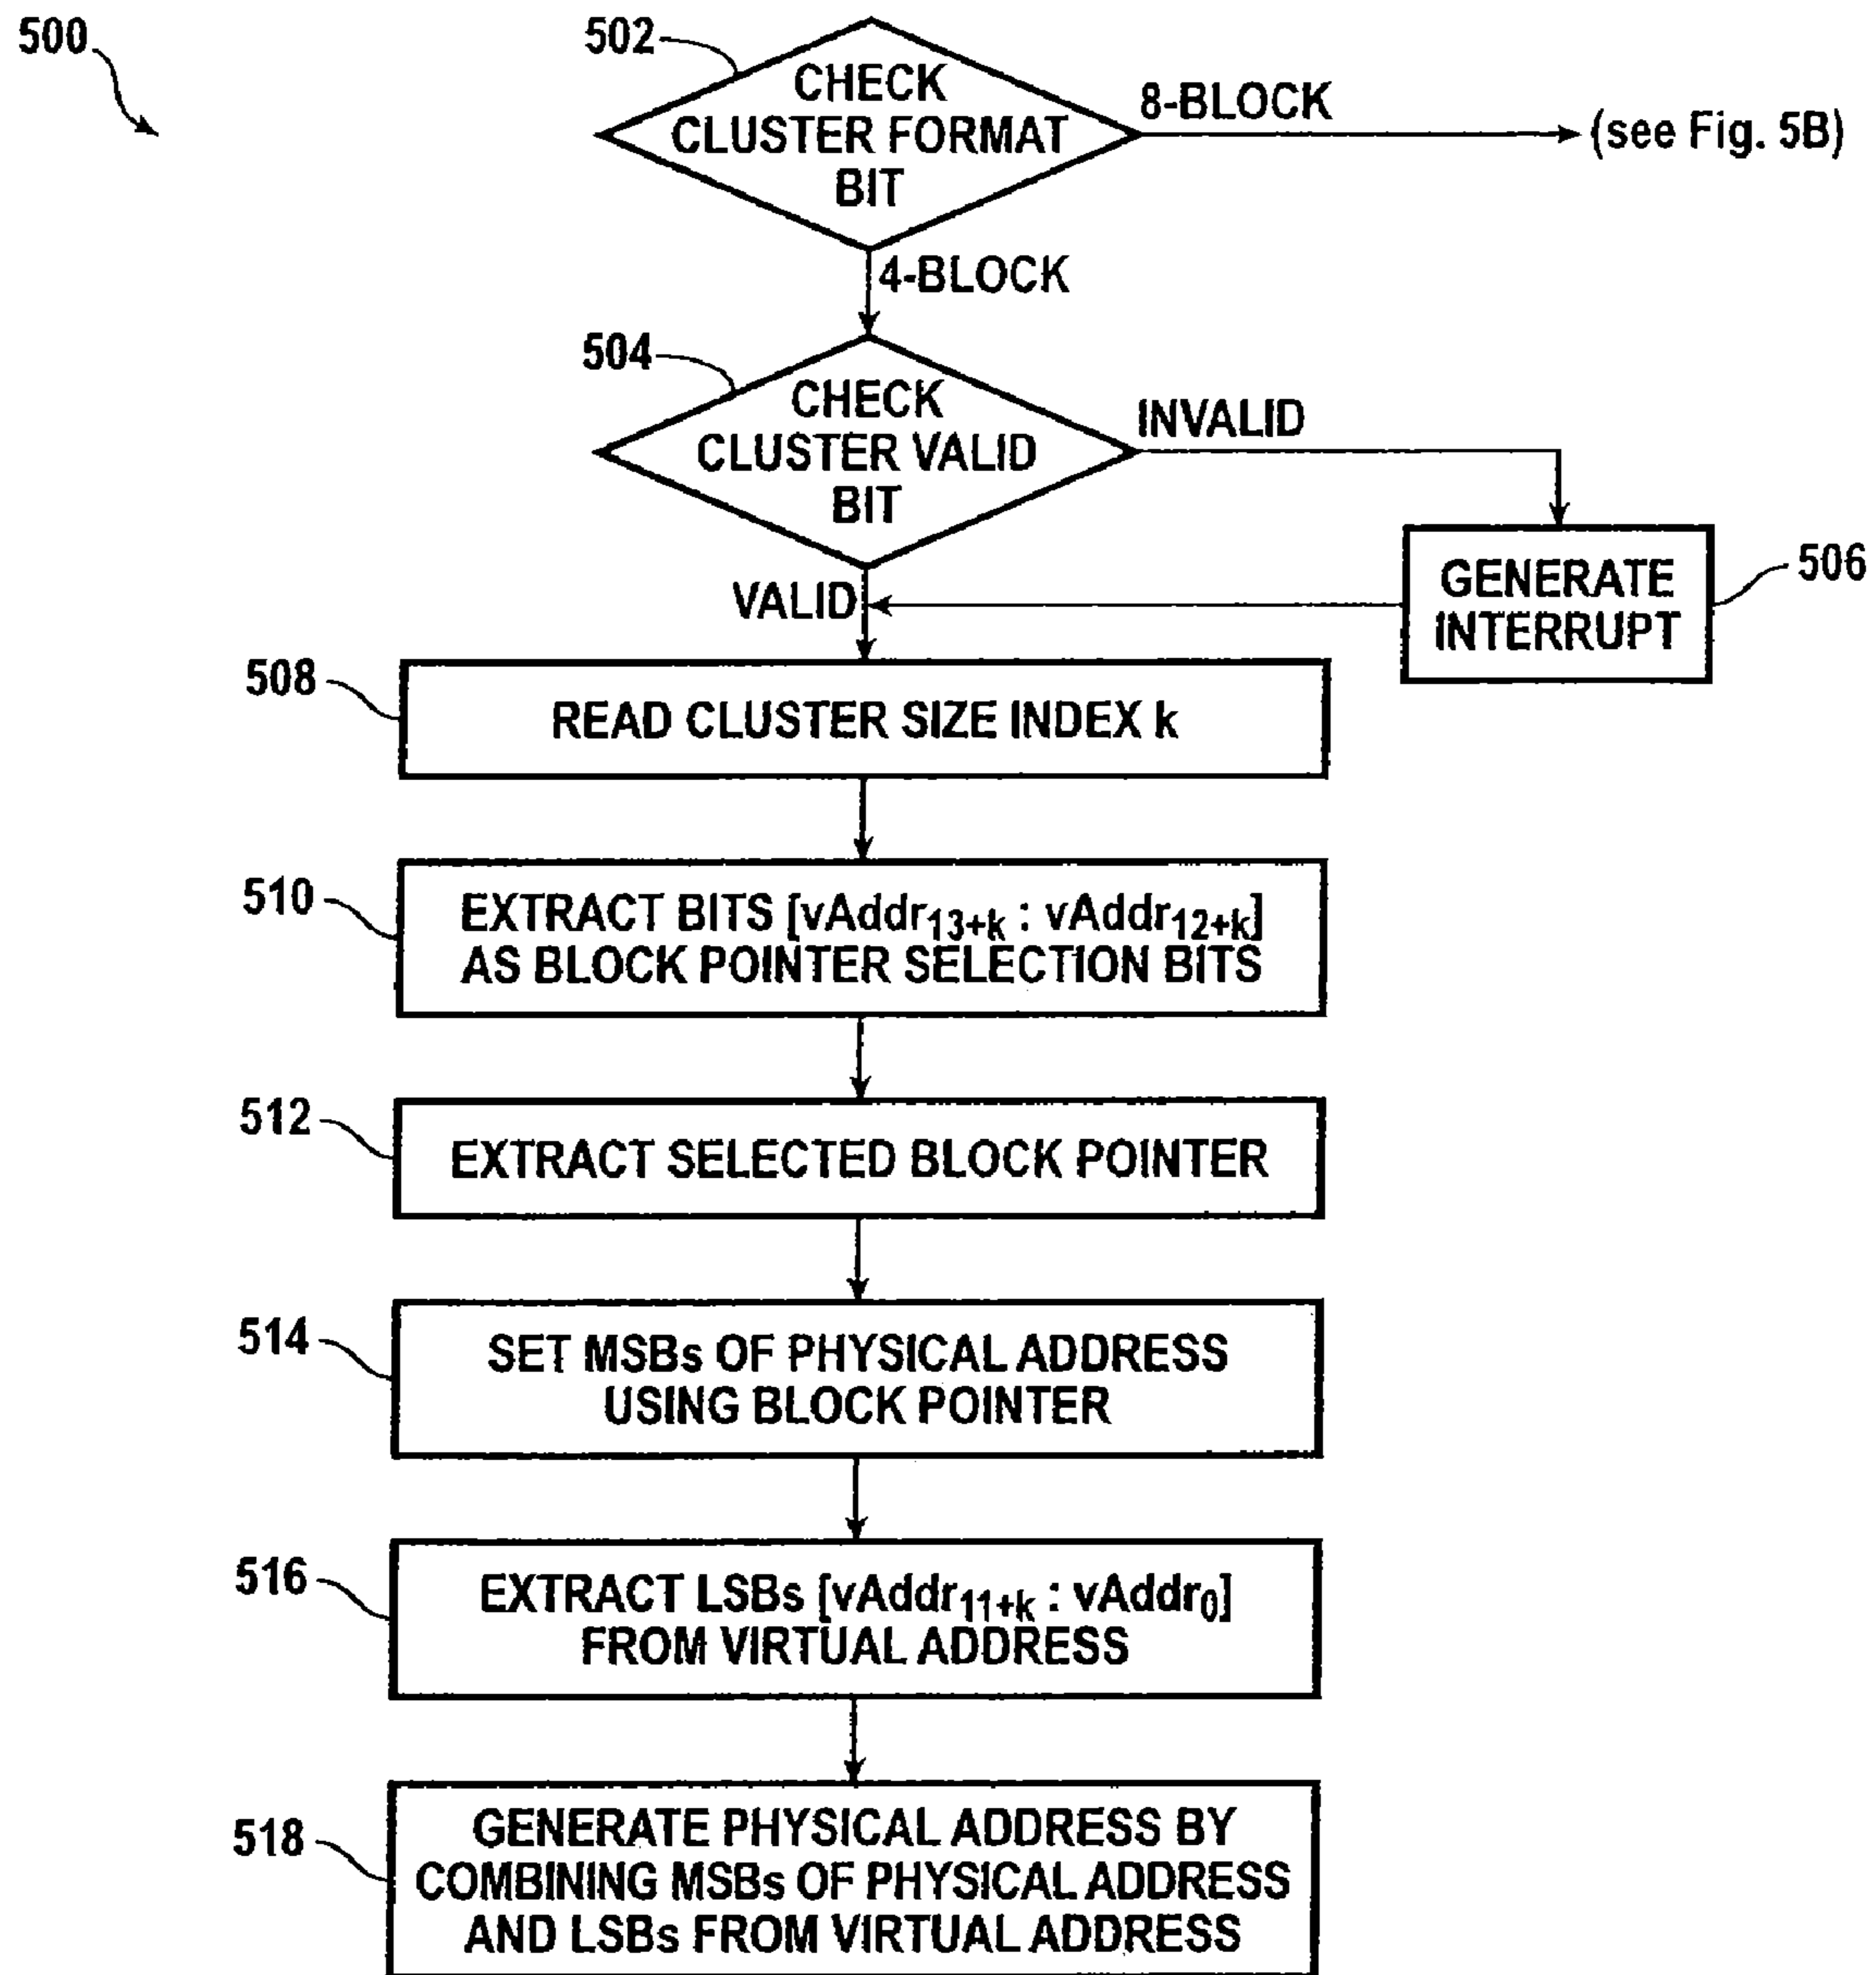 500
502
CHECK
CLUSTER FORMAT
BIT
8-BLOCK
(see Fig. 5B)
4-BLOCK
504
CHECK
CLUSTER VALID
BIT
INVALID
GENERATE
INTERRUPT
506
VALID
508
READ CLUSTER SIZE INDEX k
510
EXTRACT BITS [vAddr13+k : vAddr12+k]
AS BLOCK POINTER SELECTION BITS
512
EXTRACT SELECTED BLOCK POINTER
514
SET MSBs OF PHYSICAL ADDRESS
USING BLOCK POINTER
516
EXTRACT LSBs [vAddr11+k : vAddr0]
FROM VIRTUAL ADDRESS
518
GENERATE PHYSICAL ADDRESS BY
COMBINING MSBs OF PHYSICAL ADDRESS
AND LSBs FROM VIRTUAL ADDRESS